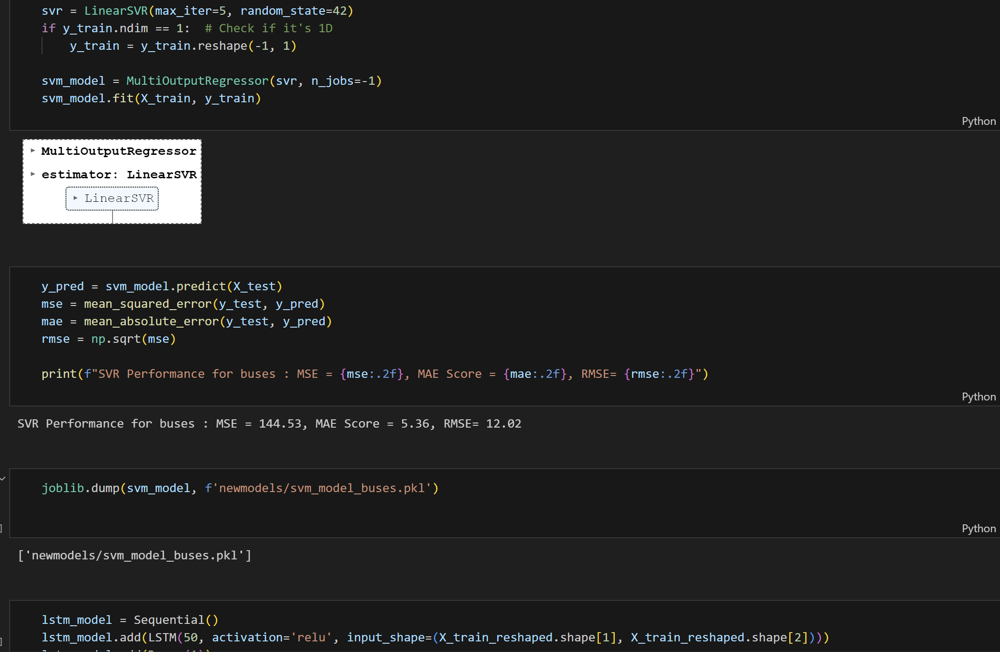 svr = LinearSVR(max_iter=5, random_state=42)
if y_train.ndim == 1:  # Check if it's 1D
    y_train = y_train.reshape(-1, 1)
svm_model = MultiOutputRegressor(svr, n_jobs=-1)
svm_model.fit(X_train, y_train)
Python
▸ MultiOutputRegressor
▸ estimator: LinearSVR
▸ LinearSVR
y_pred = svm_model.predict(X_test)
mse = mean_squared_error(y_test, y_pred)
mae = mean_absolute_error(y_test, y_pred)
rmse = np.sqrt(mse)
print(f"SVR Performance for buses : MSE = {mse:.2f}, MAE Score = {mae:.2f}, RMSE= {rmse:.2f}")
Python
SVR Performance for buses : MSE = 144.53, MAE Score = 5.36, RMSE= 12.02
joblib.dump(svm_model, f'newmodels/svm_model_buses.pkl')
]
Python
['newmodels/svm_model_buses.pkl']
lstm_model = Sequential()
lstm_model.add(LSTM(50, activation='relu', input_shape=(X_train_reshaped.shape[1], X_train_reshaped.shape[2])))
]